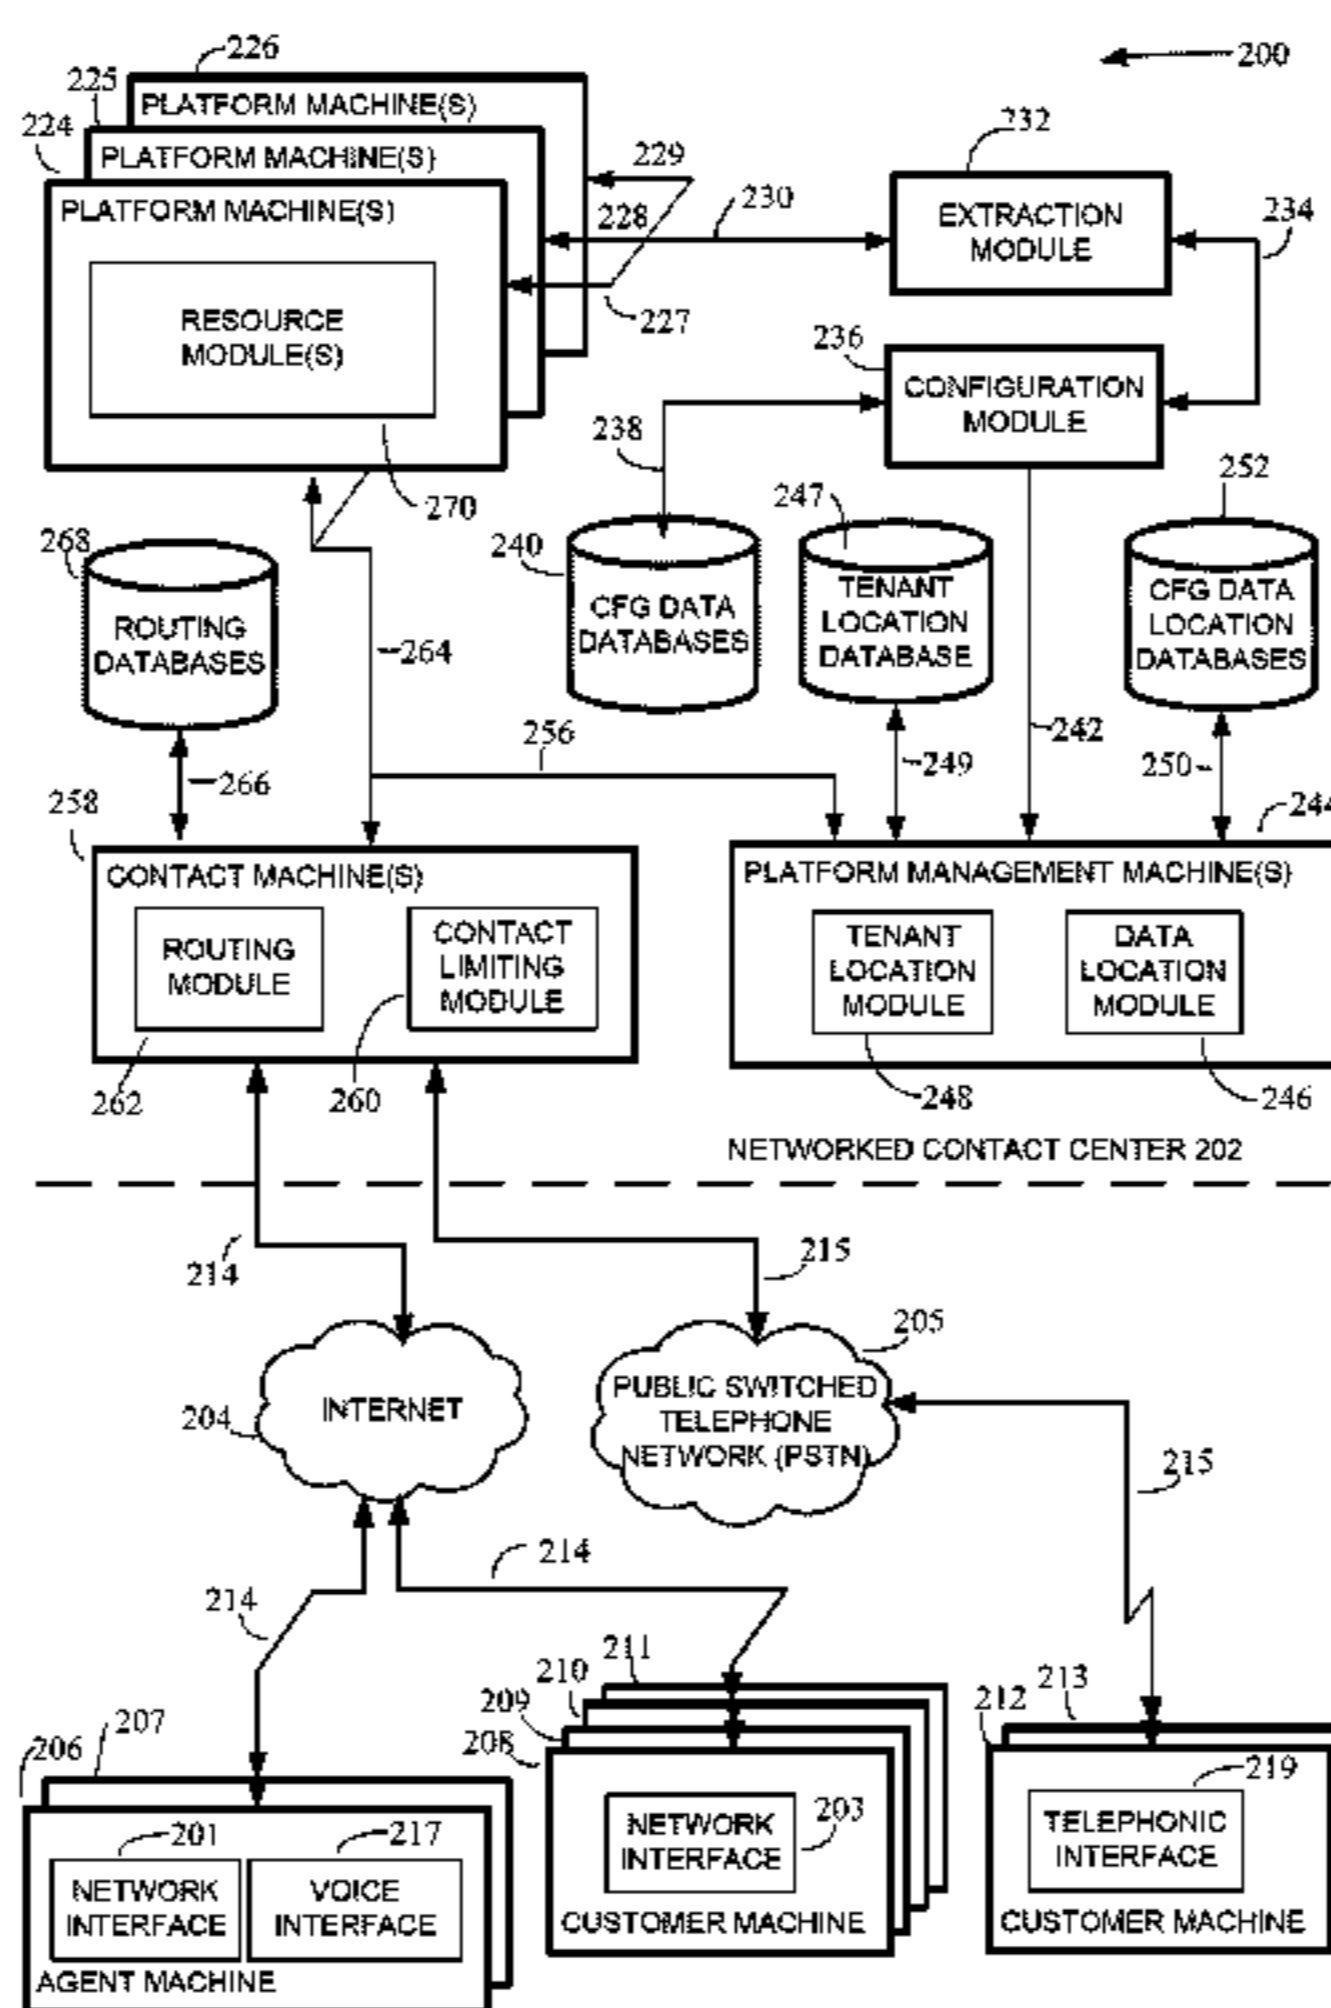 226
200
225
PLATFORM MACHINE(S)
232
224
PLATFORM MACHINE(S)
229
PLATFORM MACHINE(S)
230
EXTRACTION
MODULE
234
228
RESOURCE
MODULE(S)
227
236
CONFIGURATION
MODULE
238
247
252
270
268
240
TENANT
LOCATION
DATABASE
CFG DATA
LOCATION
DATABASES
CFG DATA
DATABASES
ROUTING
DATABASES
264
256
242
249
250
266
258
244
CONTACT MACHINE(S)
PLATFORM MANAGEMENT MACHINE(S)
ROUTING
MODULE
CONTACT
LIMITING
MODULE
TENANT
LOCATION
MODULE
DATA
LOCATION
MODULE
262
260
248
246
NETWORKED CONTACT CENTER 202
214
215
205
INTERNET
PUBLIC SWITCHED
TELEPHONE
NETWORK (PSTN)
204
215
214
214
211
210
209
208
213
212
207
206
219
201
217
NETWORK
INTERFACE
203
TELEPHONIC
INTERFACE
NETWORK
INTERFACE
VOICE
INTERFACE
CUSTOMER MACHINE
CUSTOMER MACHINE
AGENT MACHINE